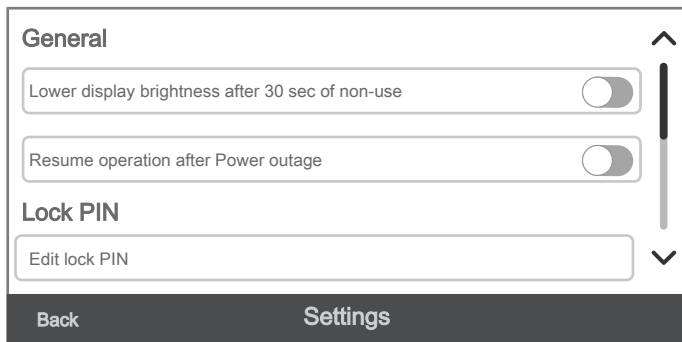 General
Lower display brightness after 30 sec of non-use
Resume operation after Power outage
Lock PIN
Edit lock PIN
Back
Settings